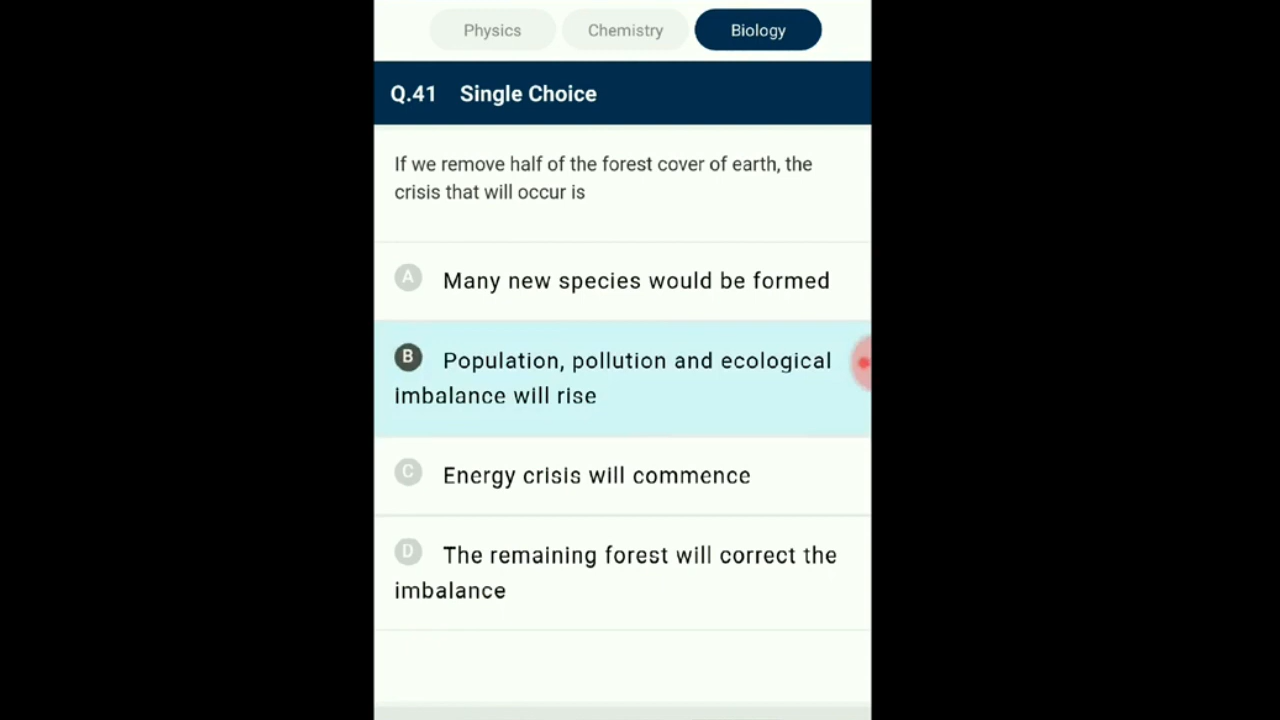 Physics Chemistry Biology
Q.41 Single Choice
If we remove half of the forest cover of earth, the
crisis that will occur is
A Many new species would be formed
B Population, pollution and ecological
imbalance will rise
C Energy crisis will commence
D The remaining forest will correct the
imbalance